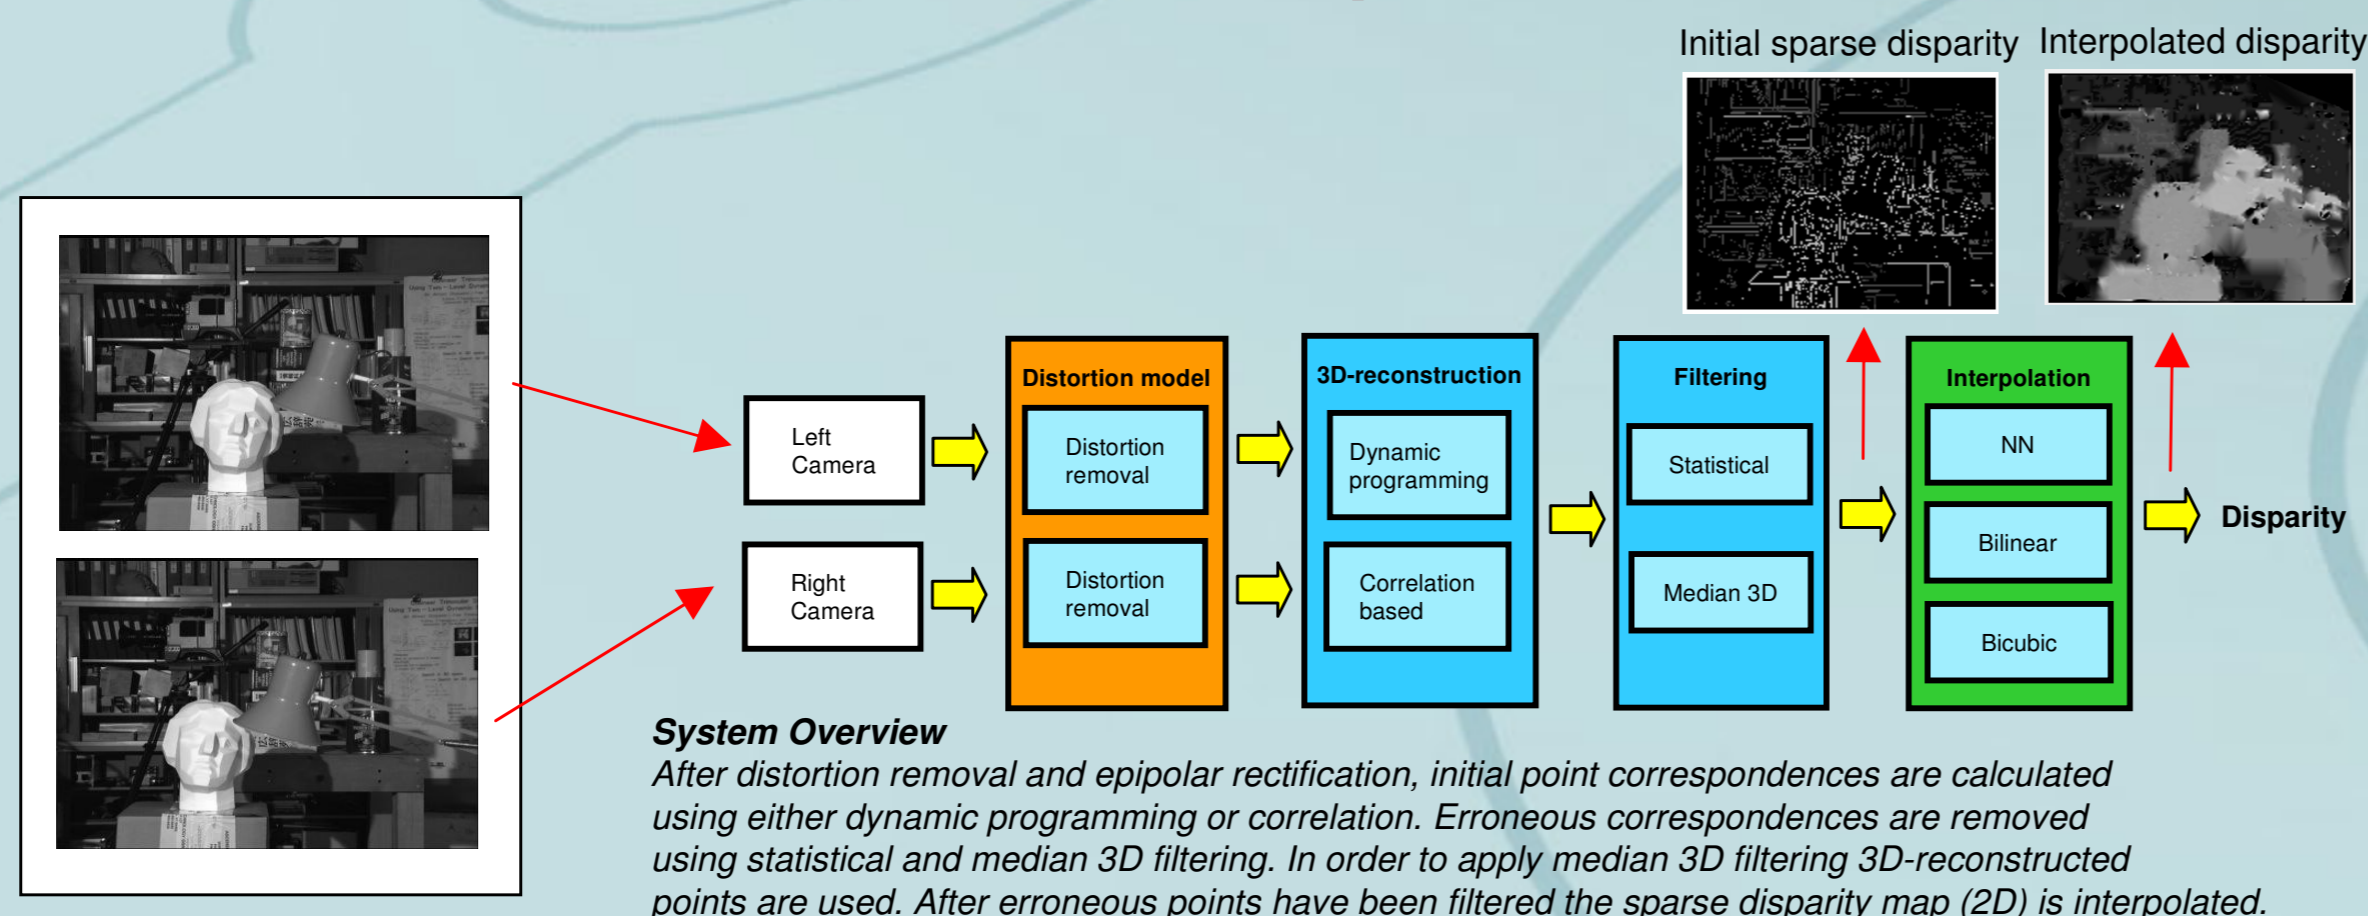 Initial sparse disparity
Interpolated disparity
Left
Camera
Right
Camera
Distortion model
Distortion
removal
Distortion
removal
3D-reconstruction
Dynamic
programming
Correlation
based
Filtering
Statistical
Median 3D
Interpolation
NN
Bilinear
Bicubic
Disparity
System Overview
After distortion removal and epipolar rectification, initial point correspondences are calculated
using either dynamic programming or correlation. Erroneous correspondences are removed
using statistical and median 3D filtering. In order to apply median 3D filtering 3D-reconstructed
points are used. After erroneous points have been filtered the sparse disparity map (2D) is interpolated.